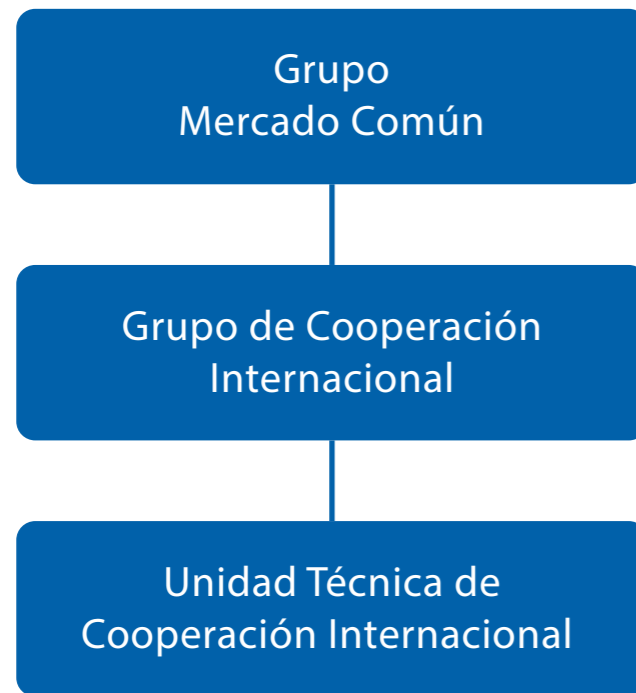 Grupo
Mercado Común
Grupo de Cooperación
Internacional
Unidad Técnica de
Cooperación Internacional